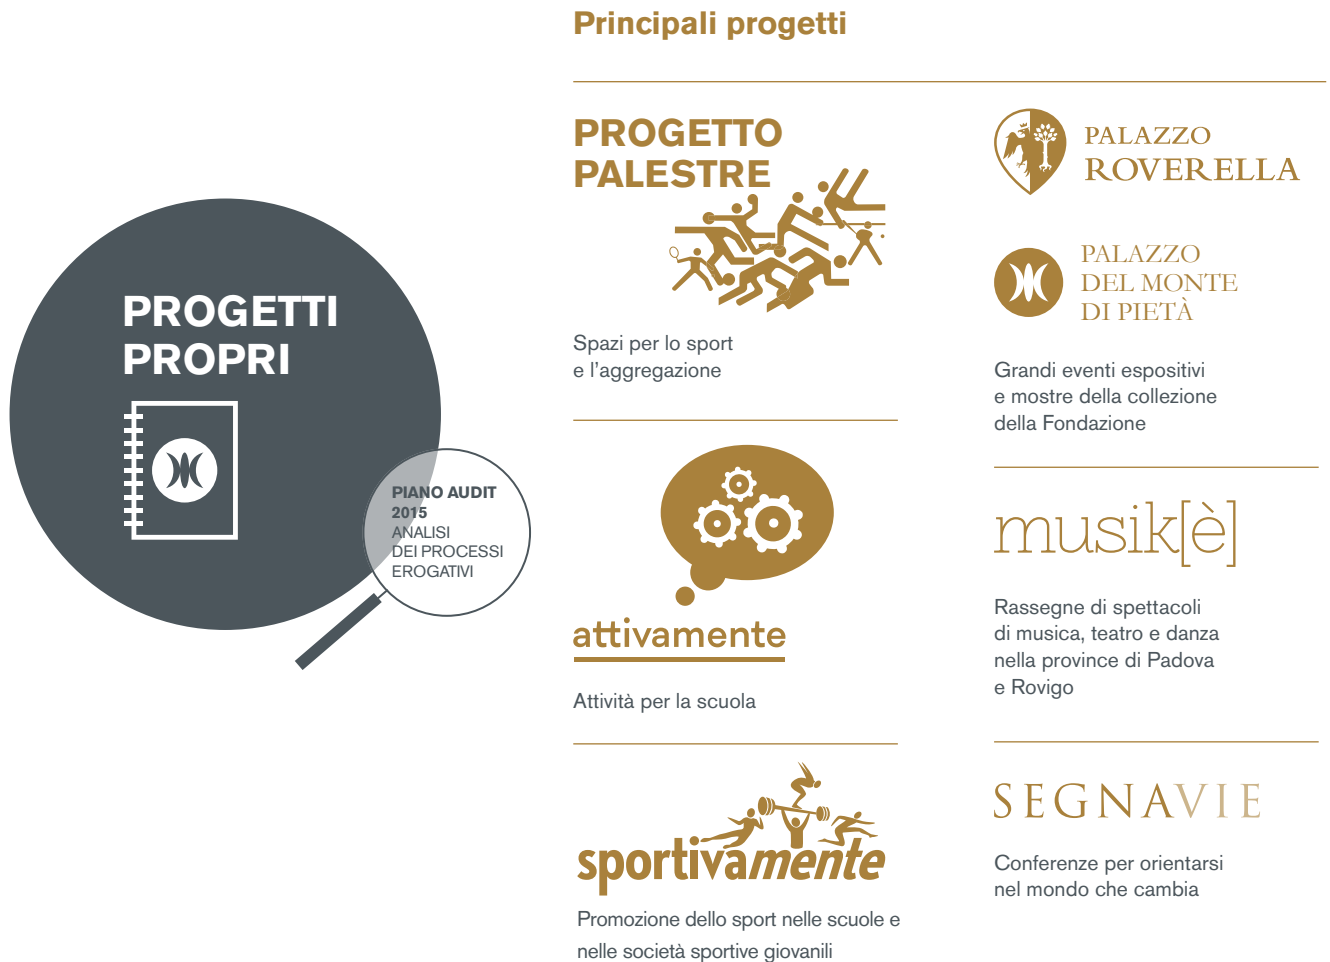 Principali progetti
PROGETTI
PROPRI
PIANO AUDIT
2015
ANALISI
DEI PROCESSI
EROGATIVI
PROGETTO
PALESTRE
Spazi per lo sport
e l’aggregazione
attivamente
Attività per la scuola
sportivamente
Promozione dello sport nelle scuole e
nelle società sportive giovanili
PALAZZO
ROVERELLA
PALAZZO
DEL MONTE
DI PIETÀ
Grandi eventi espositivi
e mostre della collezione
della Fondazione
musik[è]
Rassegne di spettacoli
di musica, teatro e danza
nella province di Padova
e Rovigo
SEGNAVIE
Conferenze per orientarsi
nel mondo che cambia